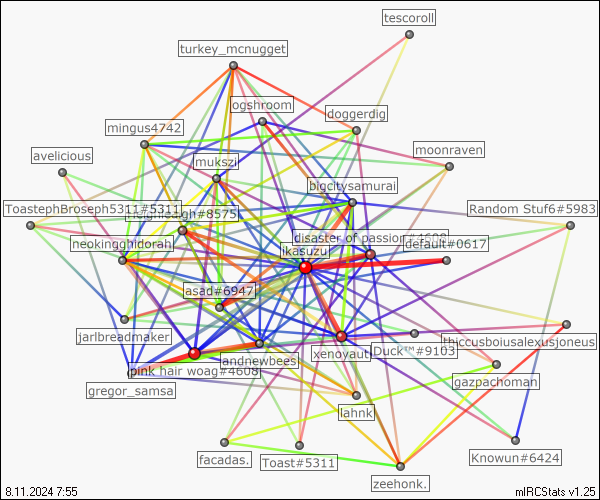 tescoroll
turkey_mcnugget
ogshroom
doggerdig
mingus4742
moonraven
avelicious
mukszi
bigcitysamurai
ToastephBroseph5311#5311
#8575
Random Stuf6#5983
neokingghidorah
disaster of passion#4608
default#0617
ikasuzu
asad#6947
jarlbreadmaker
thiccusboiusalexusjoneus
xenoyaut
Duck™#9103
landnewbees
pink hair woag#4608
gazpachoman
gregor_samsa
lahnk
facadas.
Toast#5311
Knowun#6424
zeehonk.
8.11.2024 7:55
mIRCStats v1.25